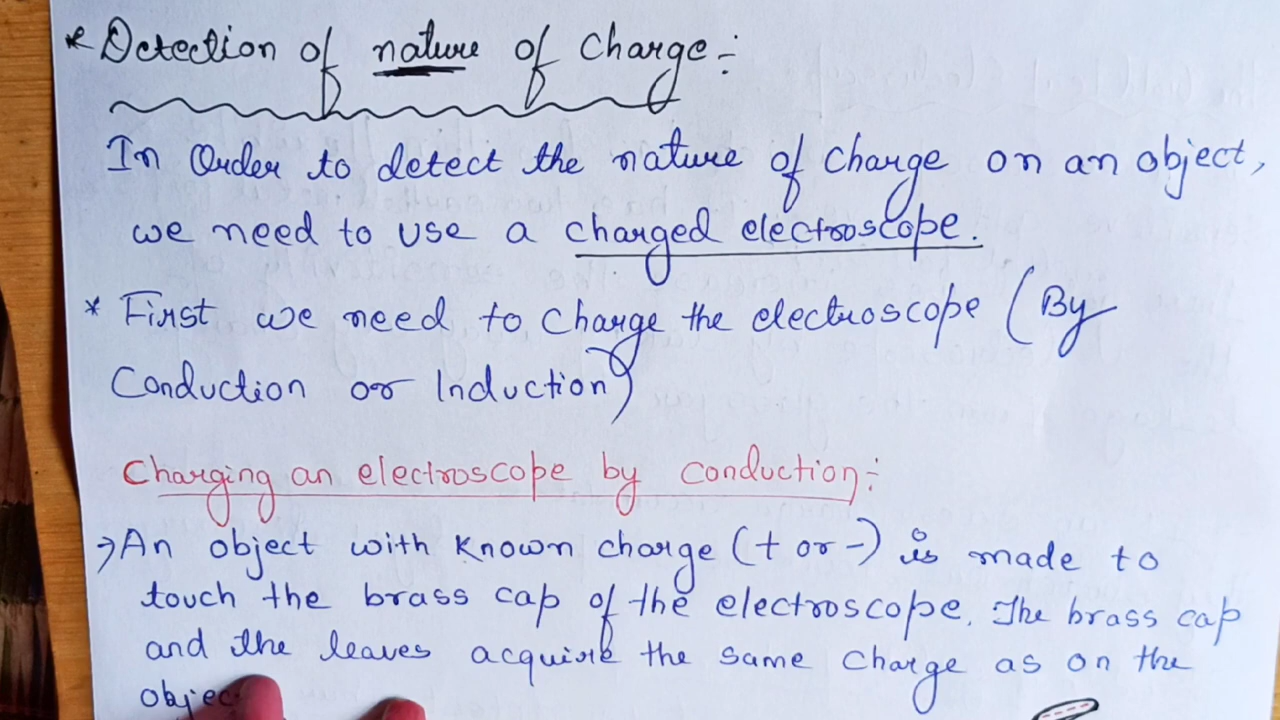 * Detection of nature of charge :-
In Order to detect the nature of charge on an object,
we need to use a charged electroscope.
* First we need to charge the electroscope (By
Conduction or Induction)
Charging an electroscope by conduction :-
→ An object with known charge (+ or -) is made to
touch the brass cap of the electroscope. The brass cap
and the leaves acquire the same charge as on the